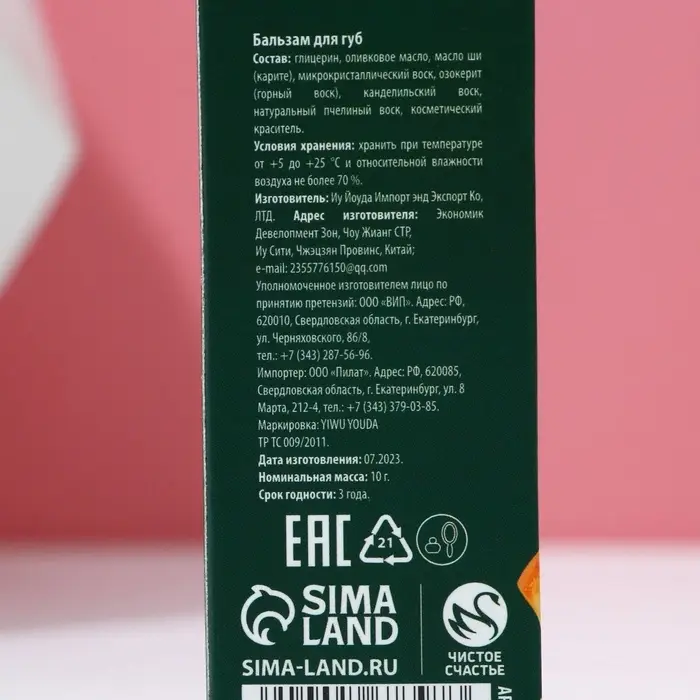 Бальзам для губ
Состав: глицерин, оливковое масло, масло ши
(карите), микрокристаллический воск, озокерит
(горный воск), канделильский воск,
натуральный пчелиный воск, косметический
краситель.
Условия хранения: хранить при температуре
от +5 до +25 °С и относительной влажности
воздуха не более 70 %.
Изготовитель: Иу Йоуда Импорт энд Экспорт Ко,
ЛТД. Адрес изготовителя: Экономик
Девелопмент Зон, Чоу Жианг СТР,
Иу Сити, Чжэцзян Провинс, Китай;
e-mail: 2355776150@qq.com
Уполномоченное изготовителем лицо по
принятию претензий: ООО «ВИП». Адрес: РФ,
620010, Свердловская область, г. Екатеринбург,
ул. Черняховского, 86/8,
тел.: +7 (343) 287-56-96.
Импортер: ООО «Пилат». Адрес: РФ, 620085,
Свердловская область, г. Екатеринбург, ул. 8
Марта, 212-4, тел.: +7 (343) 379-03-85.
Маркировка: YIWU YOUDA
ТР ТС 009/2011.
Дата изготовления: 07.2023.
Номинальная масса: 10 г.
Срок годности: 3 года.
EAC 21
SIMA
LAND
SIMA-LAND.RU
ЧИСТОЕ
СЧАСТЬЕ